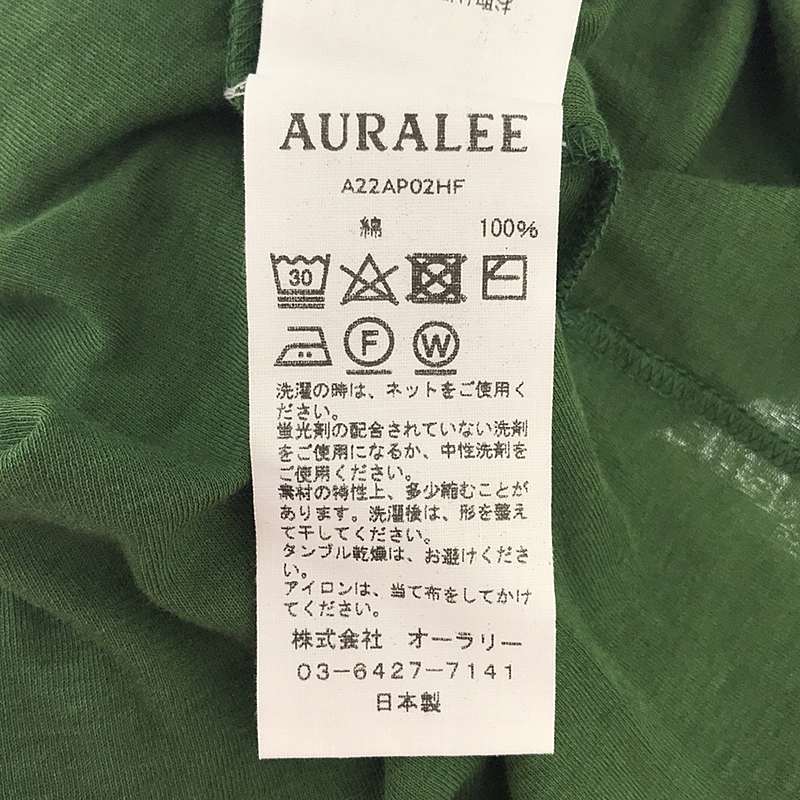 AURALEE
A22AP02HF
綿 100%
30
F W
洗濯の時は、ネットをご使用く
ださい。
蛍光剤の配合されていない洗剤
をご使用になるか、中性洗剤を
ご使用ください。
素材の特性上、多少縮むことが
あります。洗濯後は、形を整え
て干してください。
タンブル乾燥は、お避けくださ
い。
アイロンは、当て布をしてかけ
てください。
株式会社 オーラリー
03-6427-7141
日本製